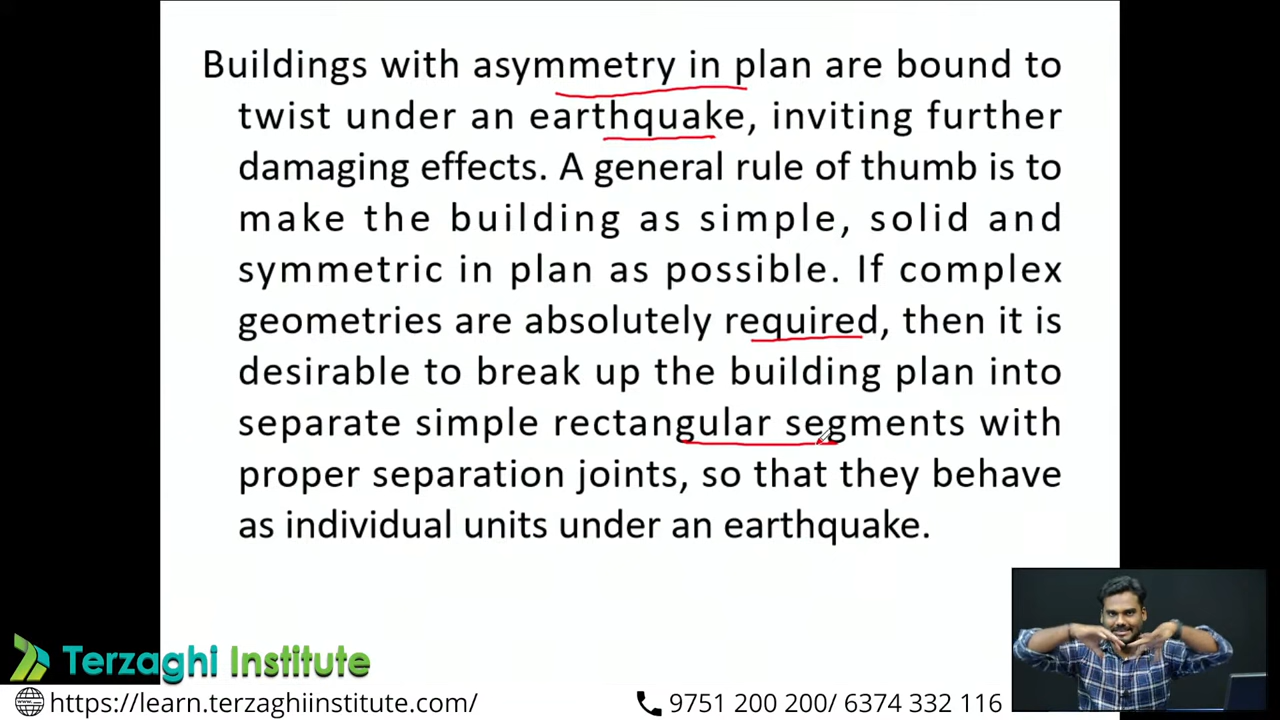 Buildings with asymmetry in plan are bound to
twist under an earthquake, inviting further
damaging effects. A general rule of thumb is to
make the building as simple, solid and
symmetric in plan as possible. If complex
geometries are absolutely required, then it is
desirable to break up the building plan into
separate simple rectangular segments with
proper separation joints, so that they behave
as individual units under an earthquake.
Terzaghi Institute
https://learn.terzaghiinstitute.com/
9751 200 200/ 6374 332 116